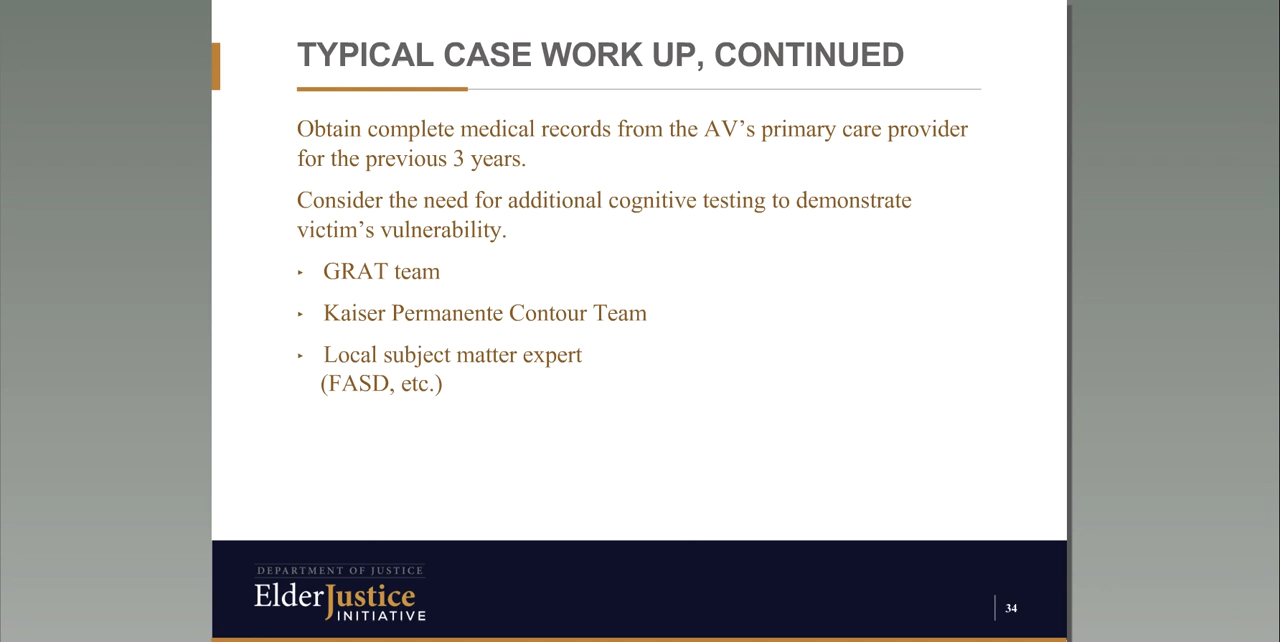 TYPICAL CASE WORK UP, CONTINUED
Obtain complete medical records from the AV’s primary care provider
for the previous 3 years.
Consider the need for additional cognitive testing to demonstrate
victim’s vulnerability.
‣ GRAT team
‣ Kaiser Permanente Contour Team
‣ Local subject matter expert
(FASD, etc.)
DEPARTMENT OF JUSTICE
ElderJustice
INITIATIVE
34